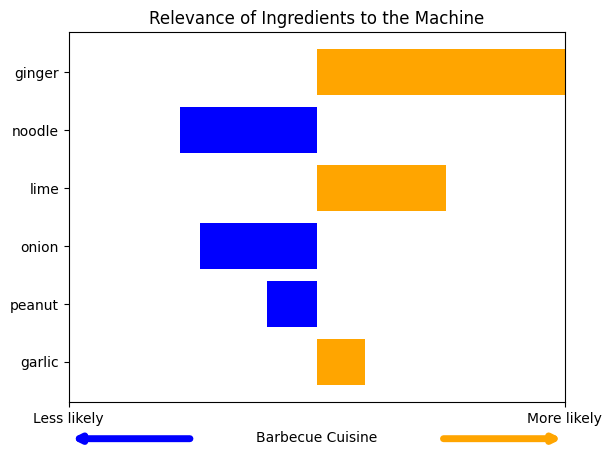 Relevance of Ingredients to the Machine
ginger
noodle
lime
onion
peanut
garlic
Less likely
More likely
Barbecue Cuisine